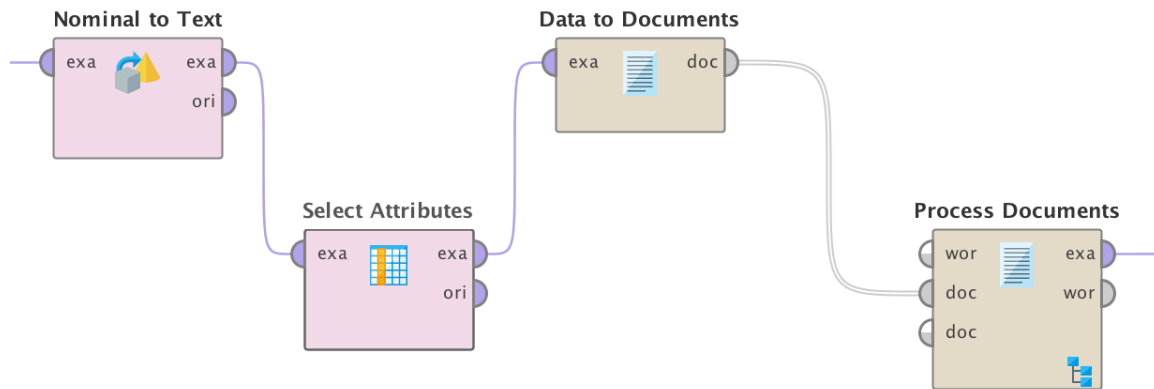 Nominal to Text
exa exa
ori
Select Attributes
exa exa
ori
Data to Documents
exa doc
Process Documents
wor exa
doc wor
doc